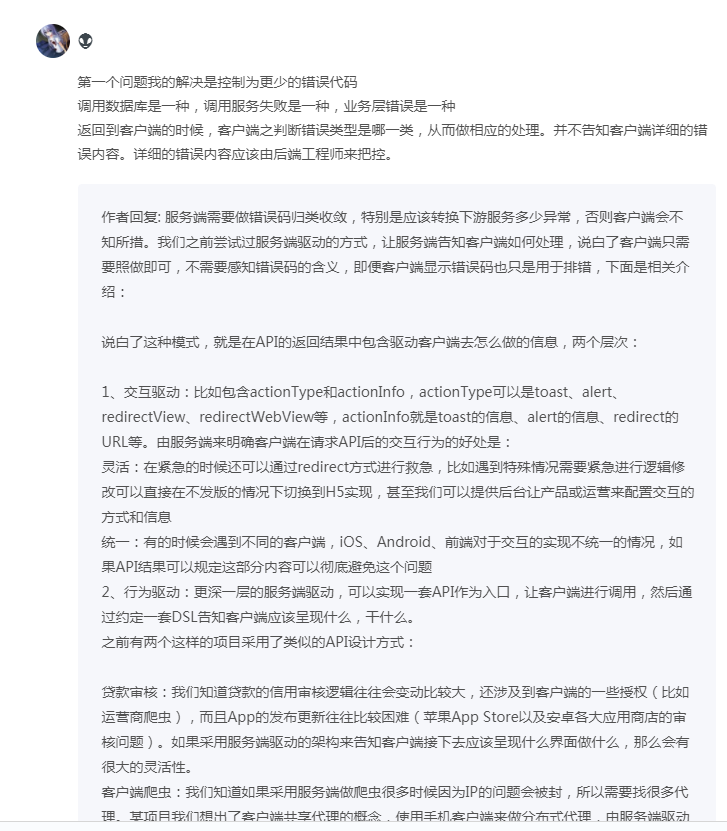 第一个问题我的解决是控制为更少的错误代码
调用数据库是一种，调用服务失败是一种，业务层错误是一种
返回到客户端的时候，客户端之判断错误类型是哪一类，从而做相应的处理。并不告知客户端详细的错
误内容。详细的错误内容应该由后端工程师来把控。
作者回复: 服务端需要做错误码归类收敛，特别是应该转换下游服务多少异常，否则客户端会不
知所措。我们之前尝试过服务端驱动的方式，让服务端告知客户端如何处理，说白了客户端只需
要照做即可，不需要感知错误码的含义，即便客户端显示错误码也只是用于排错，下面是相关介
绍：
说白了这种模式，就是在API的返回结果中包含驱动客户端去怎么做的信息，两个层次：
1、交互驱动：比如包含actionType和actionInfo，actionType可以是toast、alert、
redirectView、redirectWebView等，actionInfo就是toast的信息、alert的信息、redirect的
URL等。由服务端来明确客户端在请求API后的交互行为的好处是：
灵活：在紧急的时候还可以通过redirect方式进行救急，比如遇到特殊情况需要紧急进行逻辑修
改可以直接在不发版的情况下切换到H5实现，甚至我们可以提供后台让产品或运营来配置交互的
方式和信息
统一：有的时候会遇到不同的客户端，iOS、Android、前端对于交互的实现不统一的情况，如
果API结果可以规定这部分内容可以彻底避免这个问题
2、行为驱动：更深一层的服务端驱动，可以实现一套API作为入口，让客户端进行调用，然后通
过约定一套DSL告知客户端应该呈现什么，干什么。
之前有两个这样的项目采用了类似的API设计方式：
贷款审核：我们知道贷款的信用审核逻辑往往会变动比较大，还涉及到客户端的一些授权（比如
运营商爬虫），而且App的发布更新往往比较困难（苹果App Store以及安卓各大应用商店的审
核问题）。如果采用服务端驱动的架构来告知客户端接下去应该呈现什么界面做什么，那么会有
很大的灵活性。
客户端爬虫：我们知道如果采用服务端做爬虫很多时候因为IP的问题会被封，所以需要找很多代
理。某项目我们想出了客户端共享代理的概念，使用手机客户端来做分布式代理，由服务端驱动